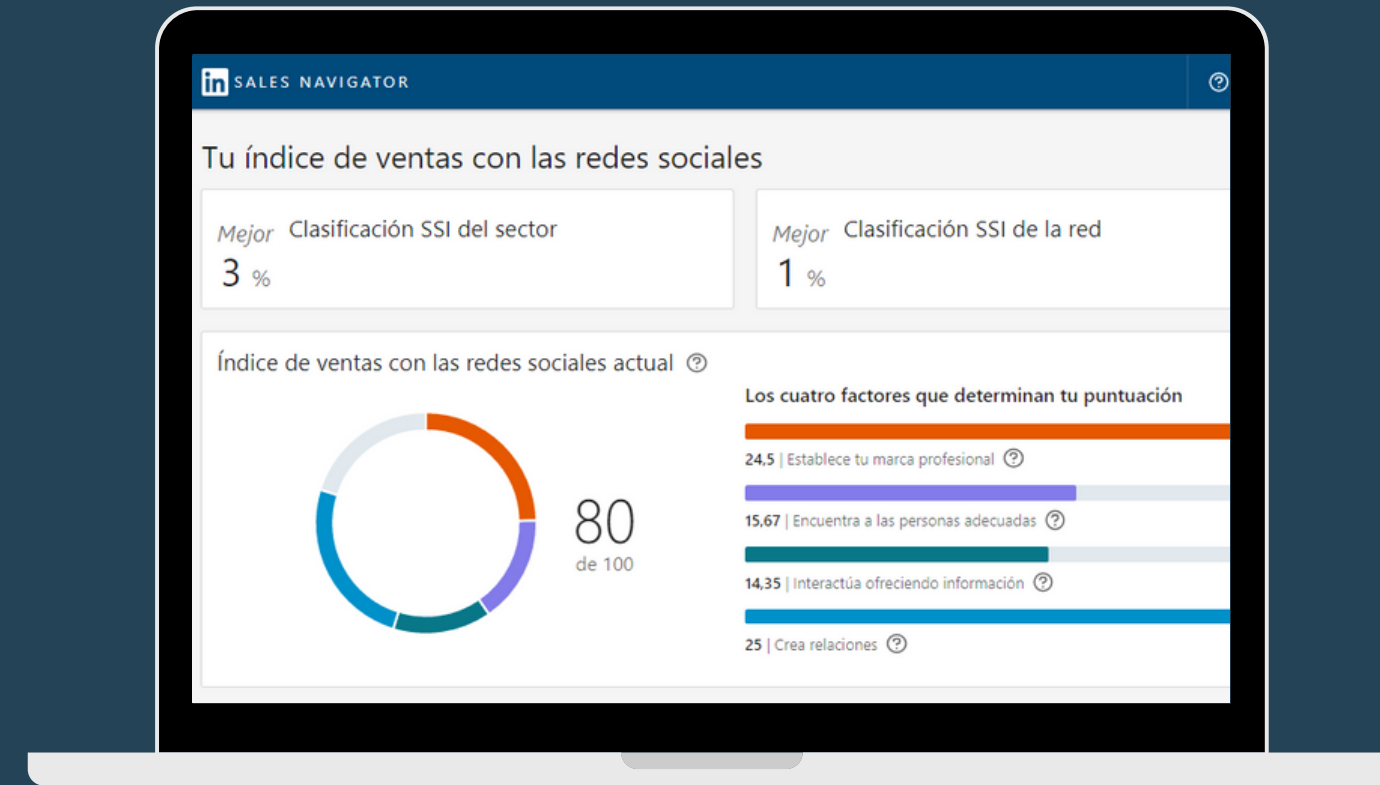 in SALES NAVIGATOR
Tu índice de ventas con las redes sociales
Mejor Clasificación SSI del sector
3 %
Mejor Clasificación SSI de la red
1 %
Índice de ventas con las redes sociales actual
80
de 100
Los cuatro factores que determinan tu puntuación
24,5 | Establece tu marca profesional
15,67 | Encuentra a las personas adecuadas
14,35 | Interactúa ofreciendo información
25 | Crea relaciones